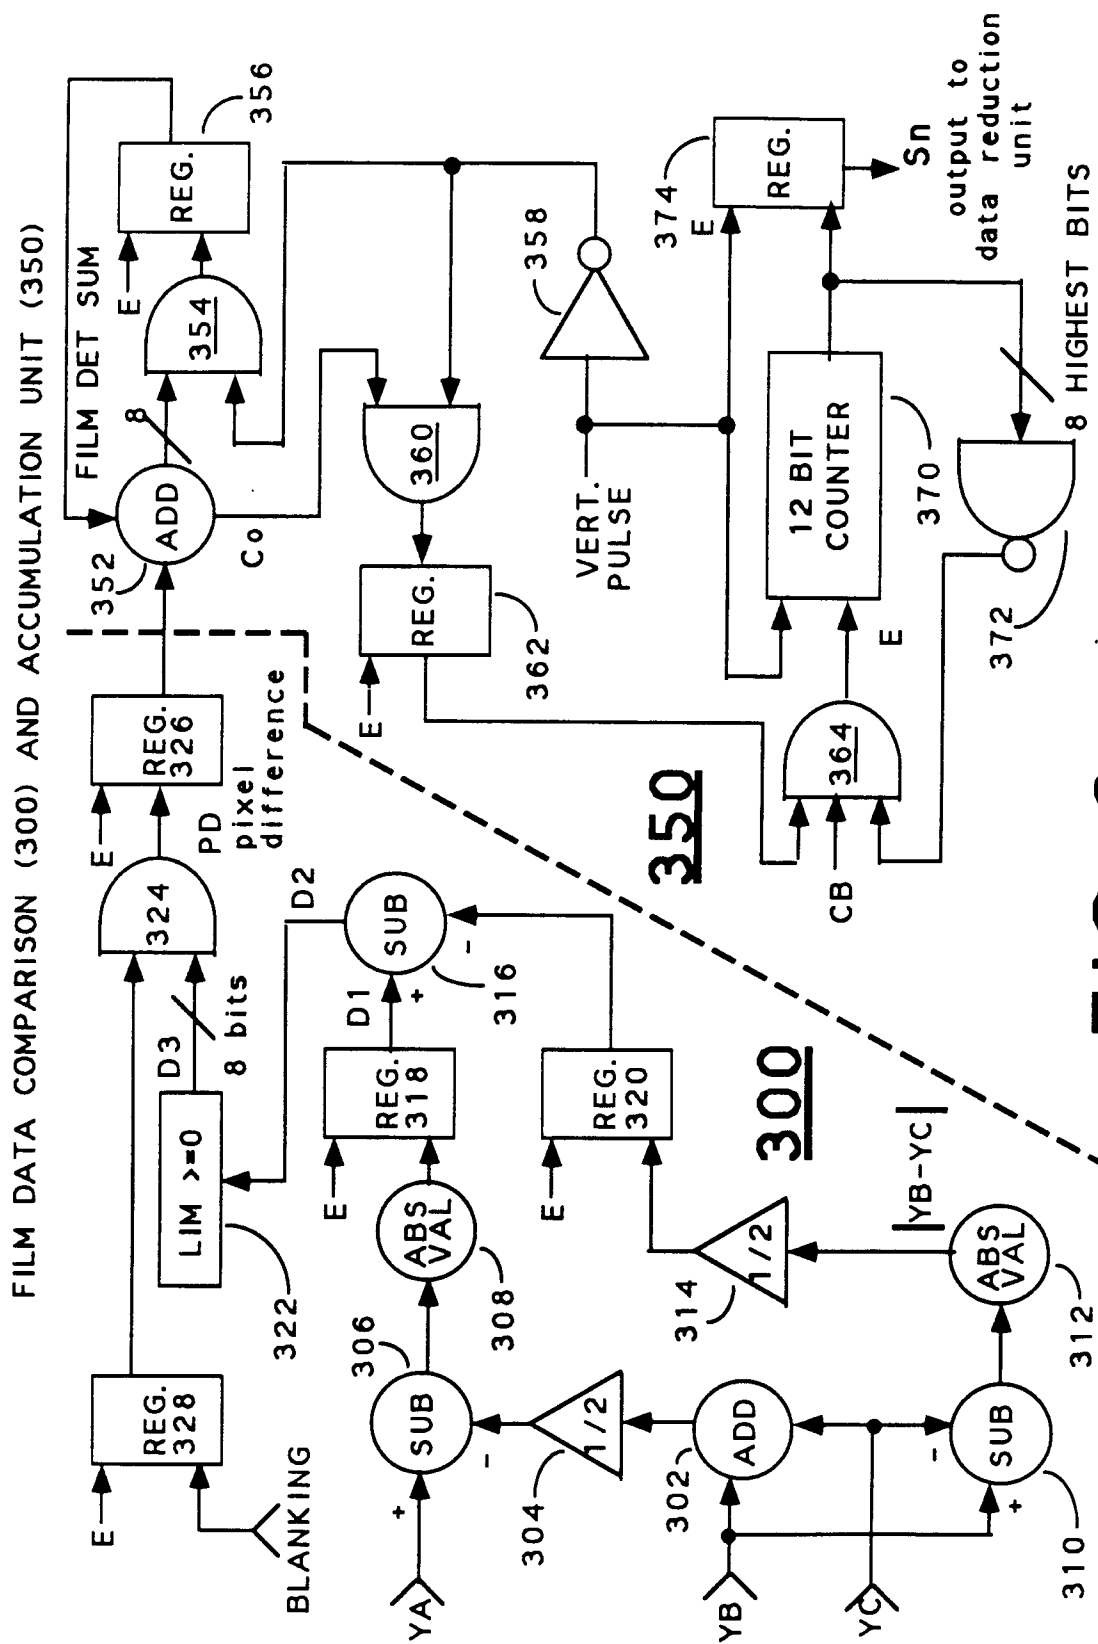 FILM DATA COMPARISON (300) AND ACCUMULATION UNIT (350)
E
REG.
328
BLANKING
LIM >=0
322
D3
8 bits
324
E
REG.
326
PD
pixel
difference
352
ADD
Co
8
FILM DET SUM
354
E
REG.
356
YA
+
SUB
306
-
ABS
VAL
308
E
REG.
318
D1
+
SUB
316
-
D2
304
1/2
302
ADD
YB
YC
310
SUB
+
-
ABS
VAL
312
|YB-YC|
314
1/2
E
REG.
320
300
350
E
REG.
362
360
358
VERT.
PULSE
CB
364
E
12 BIT
COUNTER
370
372
8 HIGHEST BITS
374
E
REG.
Sn
output to
data reduction
unit